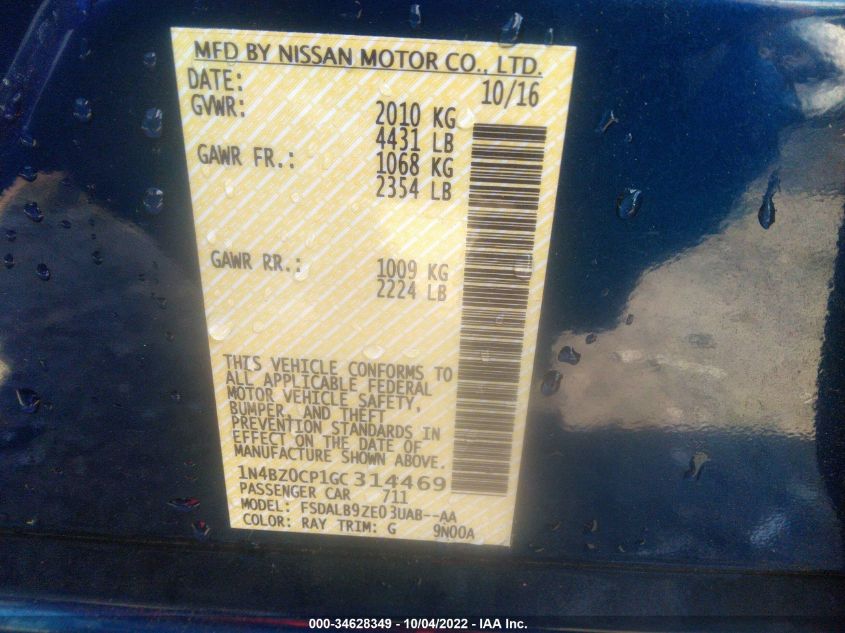 MFD BY NISSAN MOTOR CO., LTD.
DATE: 10/16
GVWR: 2010 KG
4431 LB
GAWR FR.: 1068 KG
2354 LB
GAWR RR.: 1009 KG
2224 LB
THIS VEHICLE CONFORMS TO
ALL APPLICABLE FEDERAL
MOTOR VEHICLE SAFETY,
BUMPER, AND THEFT
PREVENTION STANDARDS IN
EFFECT ON THE DATE OF
MANUFACTURE SHOWN ABOVE.
1N4BZ0CP1GC314469
PASSENGER CAR 711
MODEL: FSDALB9ZE03UAB--AA
COLOR: RAY TRIM: G 9N00A
000-34628349 - 10/04/2022 - IAA Inc.